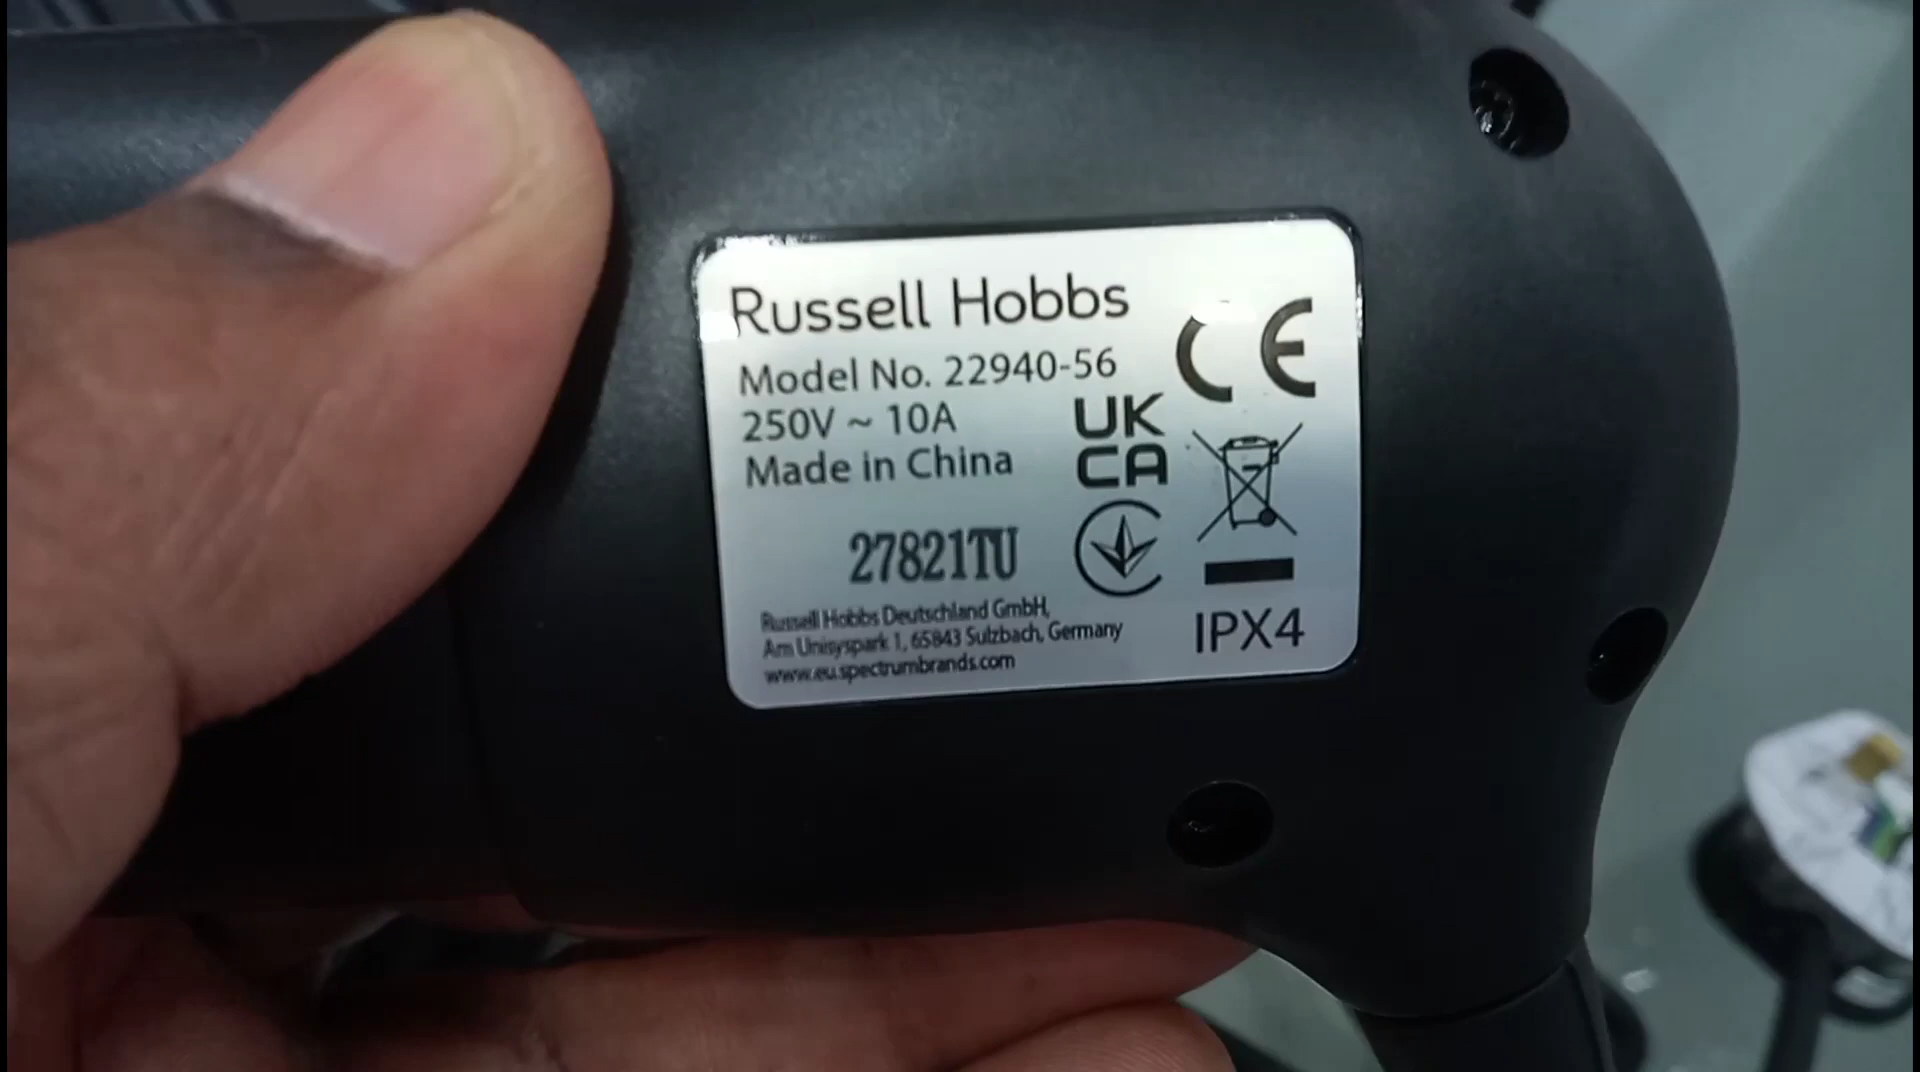 Russell Hobbs
CE
Model No. 22940-56
250V ~ 10A
UK
CA
Made in China
27821TU
Russell Hobbs Deutschland GmbH,
Am Unisyspark 1, 65843 Sulzbach, Germany
www.eu.spectrumbrands.com
IPX4